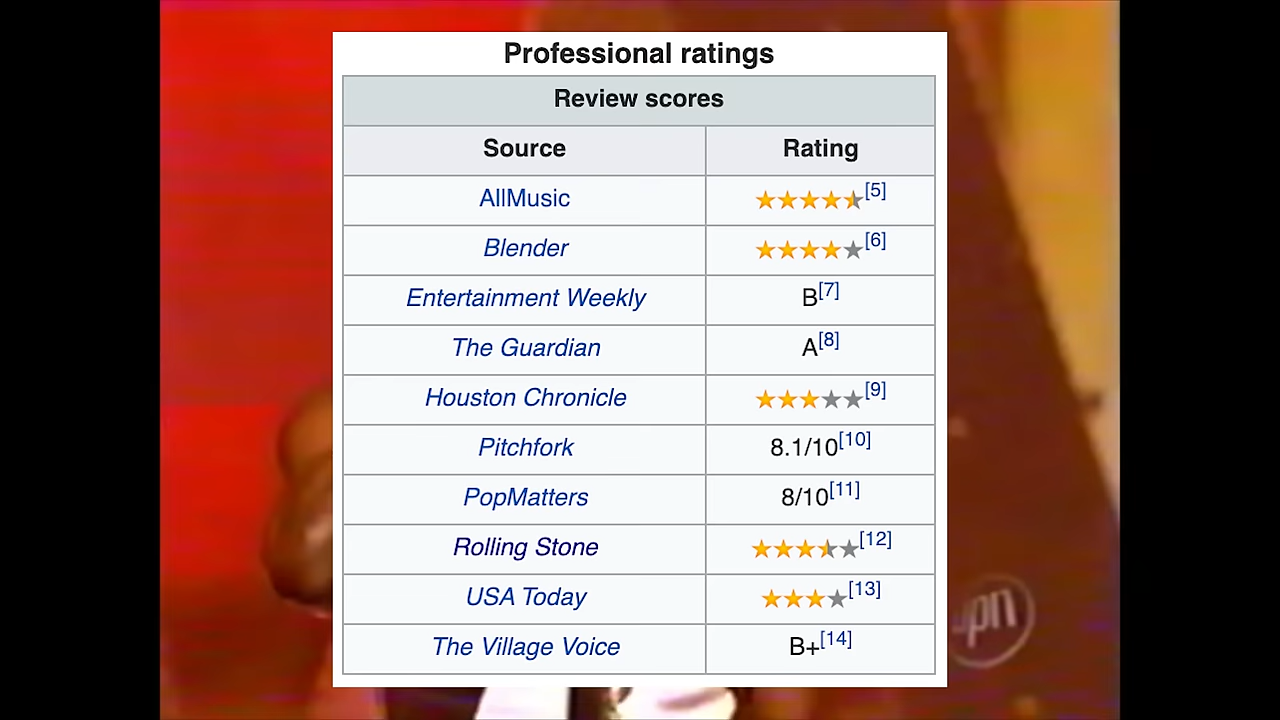 Professional ratings
Review scores
Source Rating
AllMusic ★★★★⯪[5]
Blender ★★★★★[6]
Entertainment Weekly B[7]
The Guardian A[8]
Houston Chronicle ★★★★★[9]
Pitchfork 8.1/10[10]
PopMatters 8/10[11]
Rolling Stone ★★★⯪★[12]
USA Today ★★★★[13]
The Village Voice B+[14]